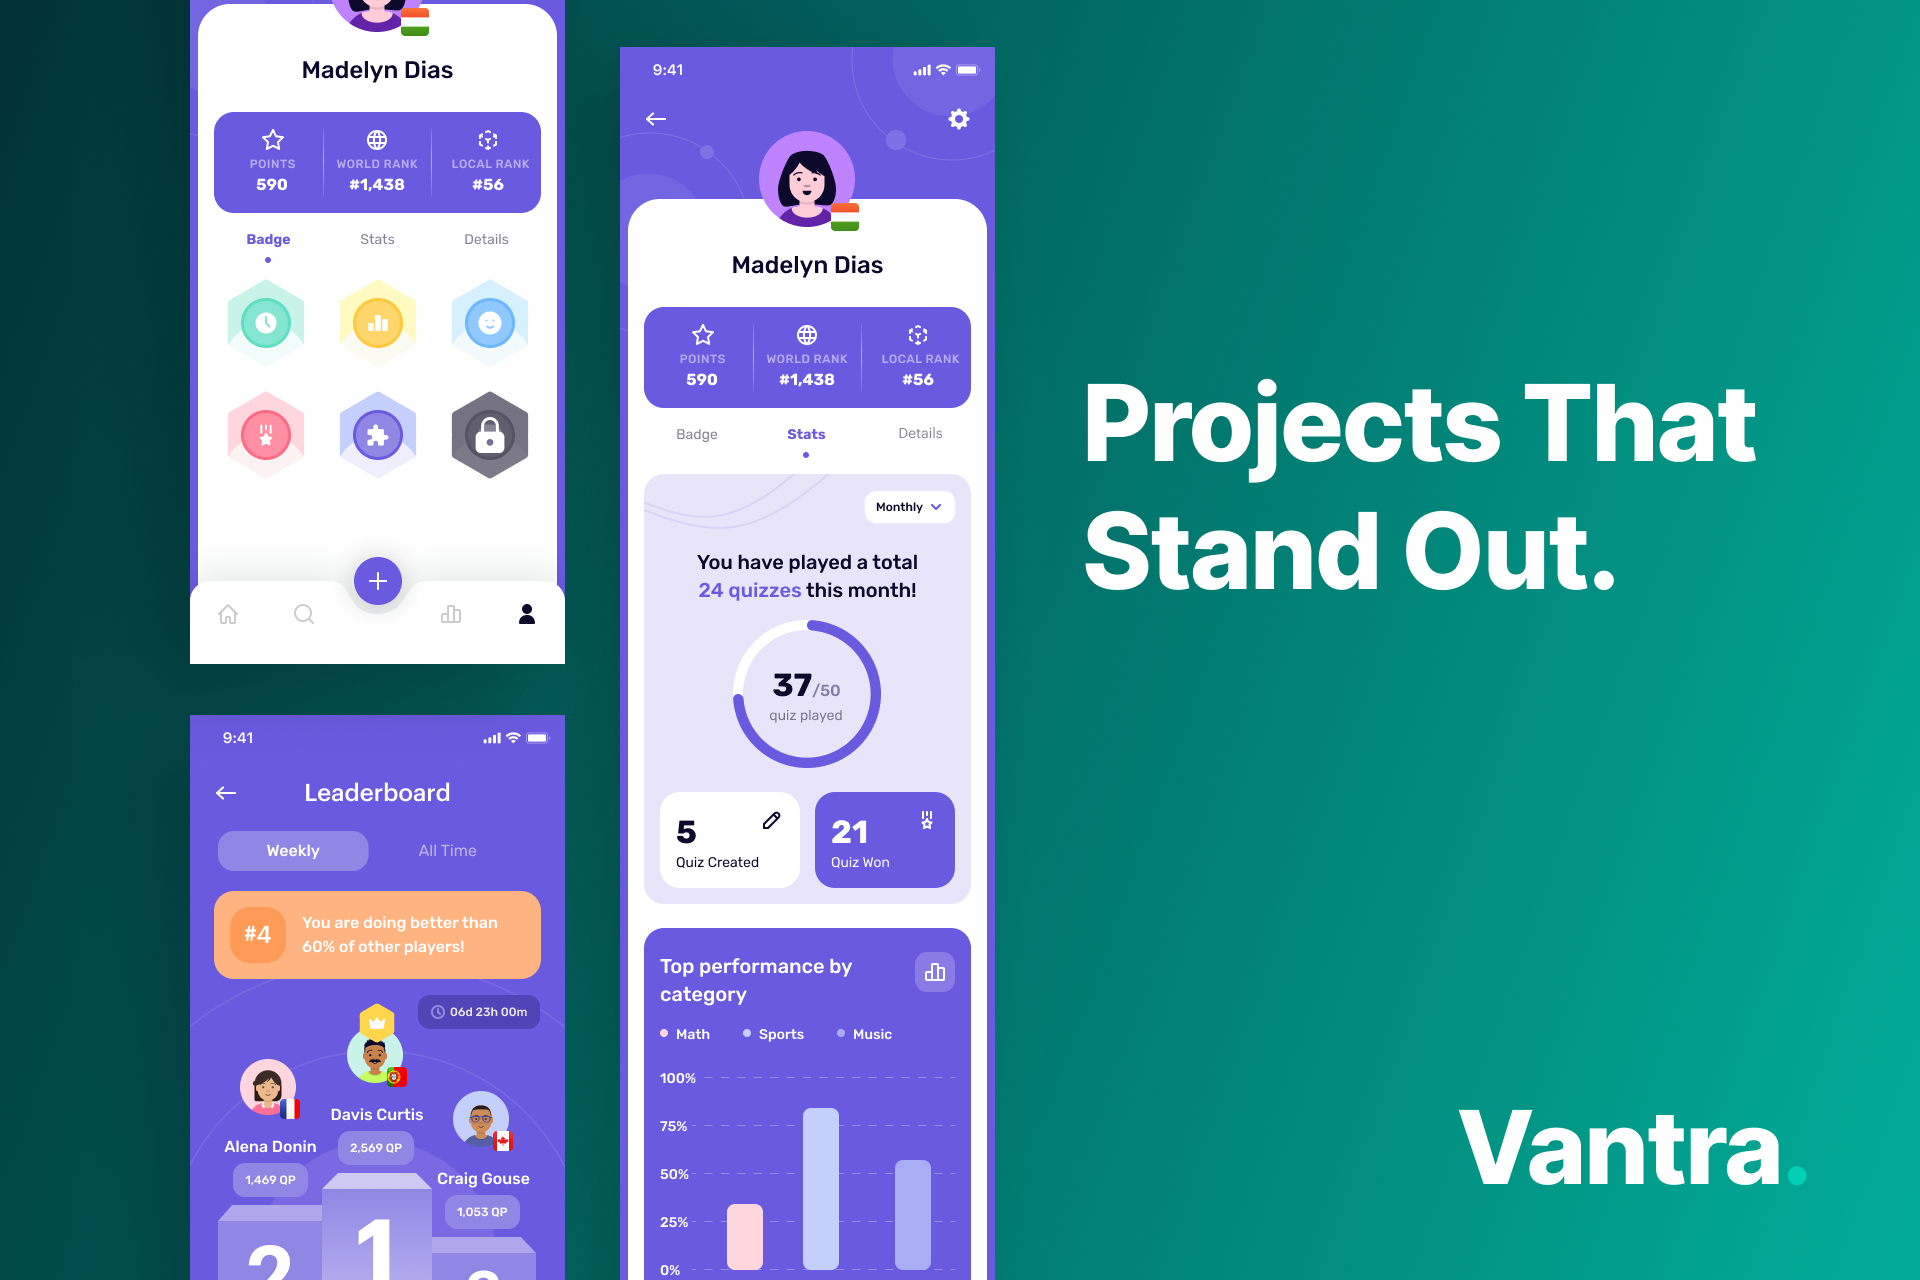 Madelyn Dias
POINTS
590
WORLD RANK
#1,438
LOCAL RANK
#56
Badge
Stats
Details
9:41
Leaderboard
Weekly
All Time
#4
You are doing better than
60% of other players!
06d 23h 00m
Davis Curtis
2,569 QP
Alena Donin
1,469 QP
Craig Gouse
1,053 QP
2
1
9:41
Madelyn Dias
POINTS
590
WORLD RANK
#1,438
LOCAL RANK
#56
Badge
Stats
Details
Monthly
You have played a total
24 quizzes this month!
37/50
quiz played
5
Quiz Created
21
Quiz Won
Top performance by
category
Math
Sports
Music
100%
75%
50%
25%
0%
Projects That
Stand Out.
Vantra.